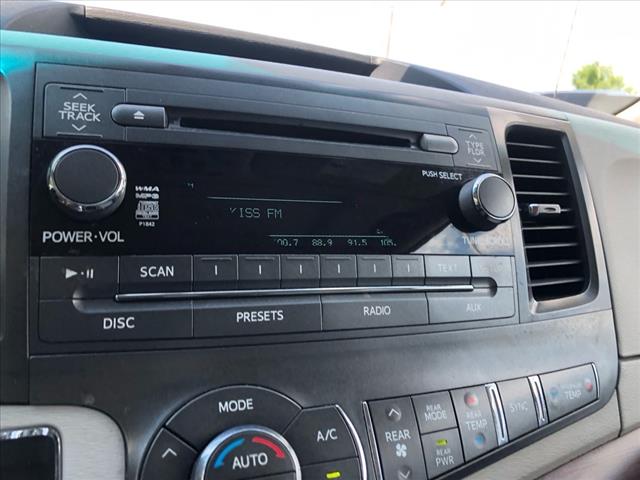 SEEK
TRACK
TYPE
FLDR
PUSH SELECT
WMA
MP3
P1842
POWER•VOL
KISS FM
88.9 91.5
SCAN
TEXT
DISC
PRESETS
RADIO
AUX
MODE
AUTO
A/C
REAR
REAR
MODE
REAR
PWR
REAR
TEMP
SYNC
TEMP